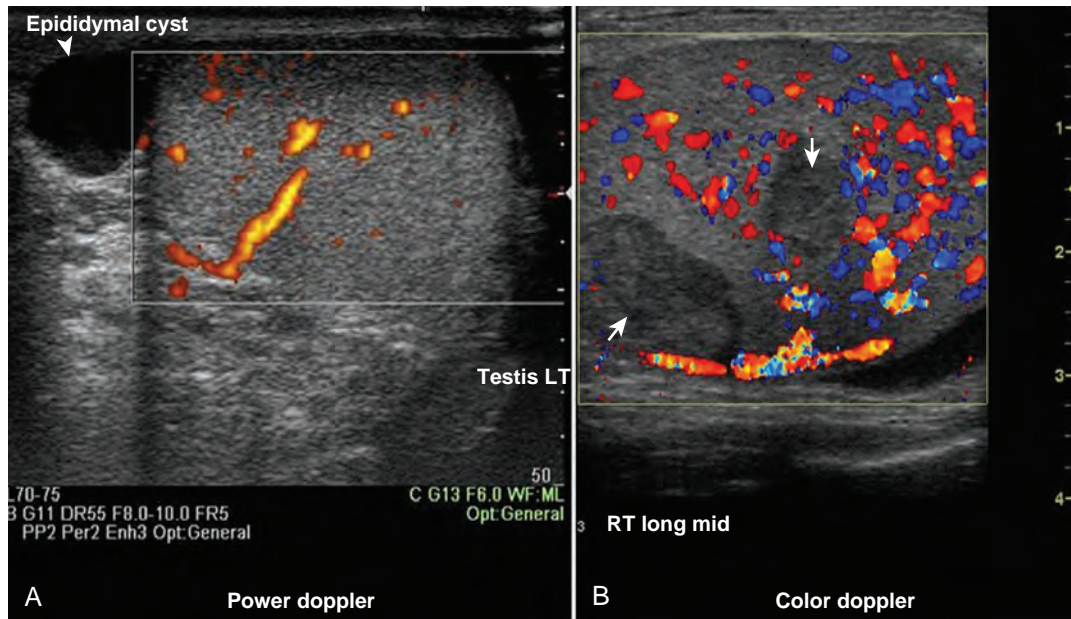 Epididymal cyst
Testis LT
50
L70-75
B G11 DR55 F8.0-10.0 FR5
PP2 Per2 Enh3 Opt:General
C G13 F6.0 WF:ML
Opt:General
A
Power doppler
1
2
3
4
3
RT long mid
B
Color doppler